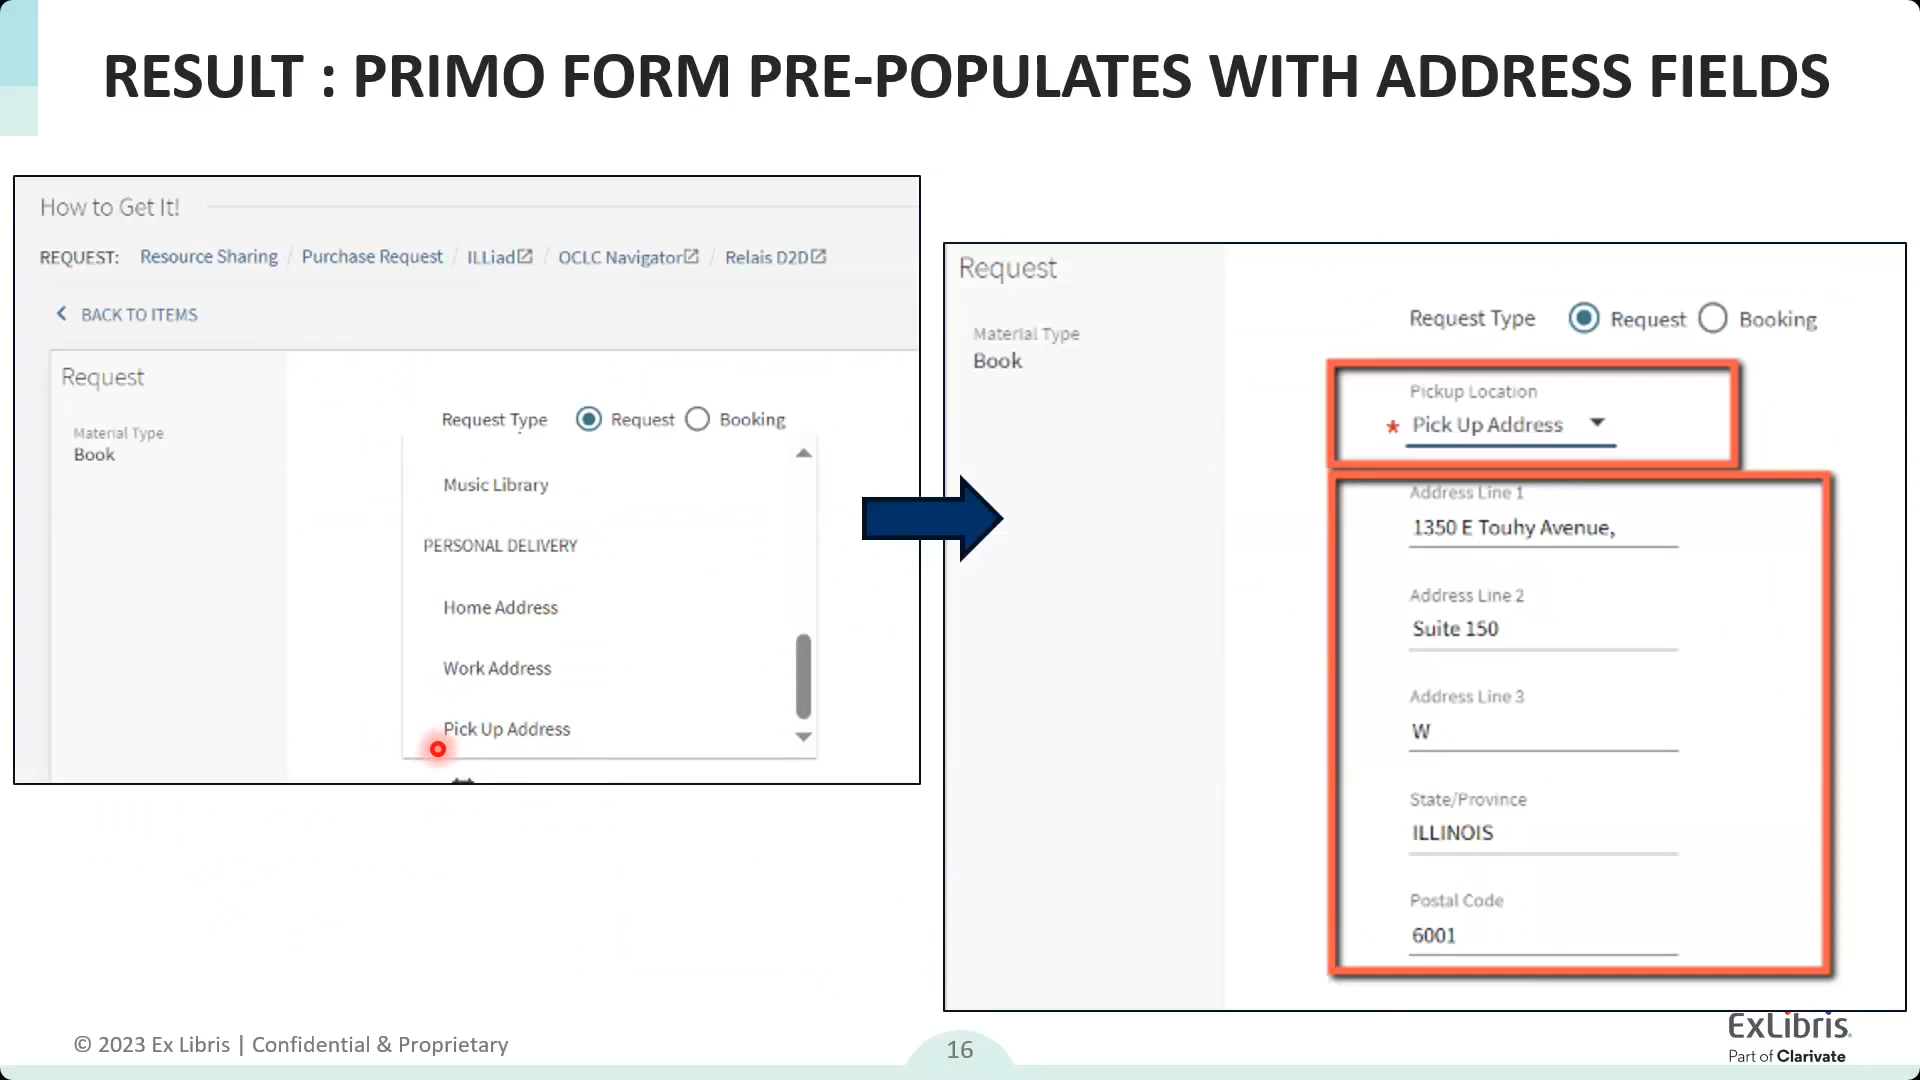 RESULT : PRIMO FORM PRE-POPULATES WITH ADDRESS FIELDS
How to Get It!
REQUEST: Resource Sharing / Purchase Request / ILLiad / OCLC Navigator / Relais D2D
BACK TO ITEMS
Request
Material Type
Book
Request Type Request Booking
Music Library
PERSONAL DELIVERY
Home Address
Work Address
Pick Up Address
Request
Material Type
Book
Request Type Request Booking
Pickup Location
* Pick Up Address
Address Line 1
1350 E Touhy Avenue,
Address Line 2
Suite 150
Address Line 3
W
State/Province
ILLINOIS
Postal Code
6001
© 2023 Ex Libris | Confidential & Proprietary
16
ExLibris
Part of Clarivate